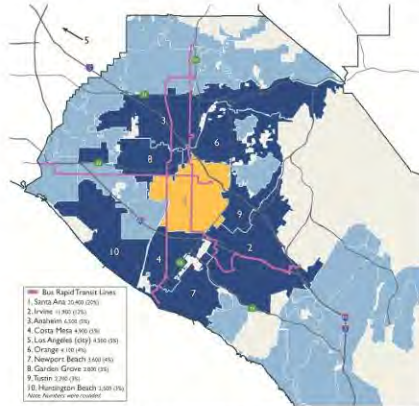 5
3
6
8
1
9
10
4
2
7
Bus Rapid Transit Lines
1. Santa Ana 20,400 (20%)
2. Irvine 11,900 (12%)
3. Anaheim 6,500 (6%)
4. Costa Mesa 4,900 (5%)
5. Los Angeles (city) 4,500 (5%)
6. Orange 4,100 (4%)
7. Newport Beach 3,600 (4%)
8. Garden Grove 2,800 (3%)
9. Tustin 2,700 (3%)
10. Huntington Beach 2,600 (3%)
Note: Numbers were rounded